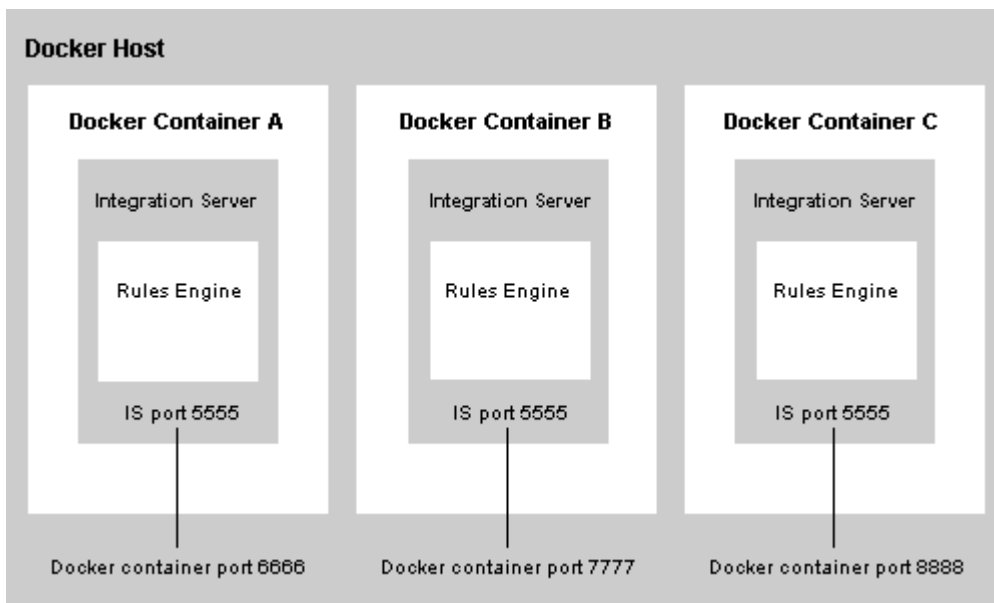 Docker Host
Docker Container A
Docker Container B
Docker Container C
Integration Server
Integration Server
Integration Server
Rules Engine
Rules Engine
Rules Engine
IS port 5555
IS port 5555
IS port 5555
Docker container port 6666
Docker container port 7777
Docker container port 8888